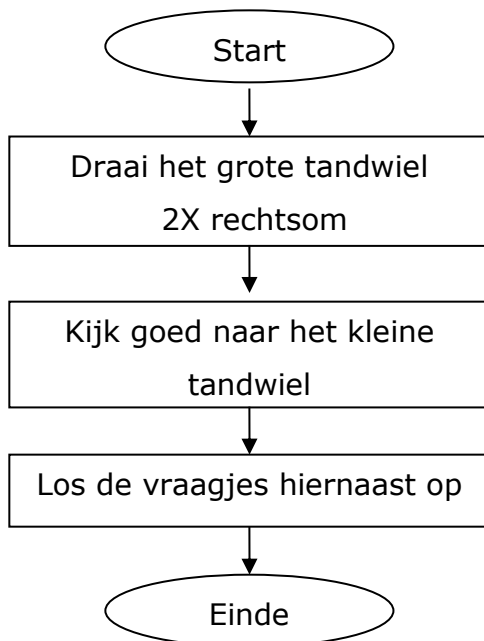 Start
Draai het grote tandwiel
2X rechtsom
Kijk goed naar het kleine
tandwiel
Los de vraagjes hiernaast op
Einde